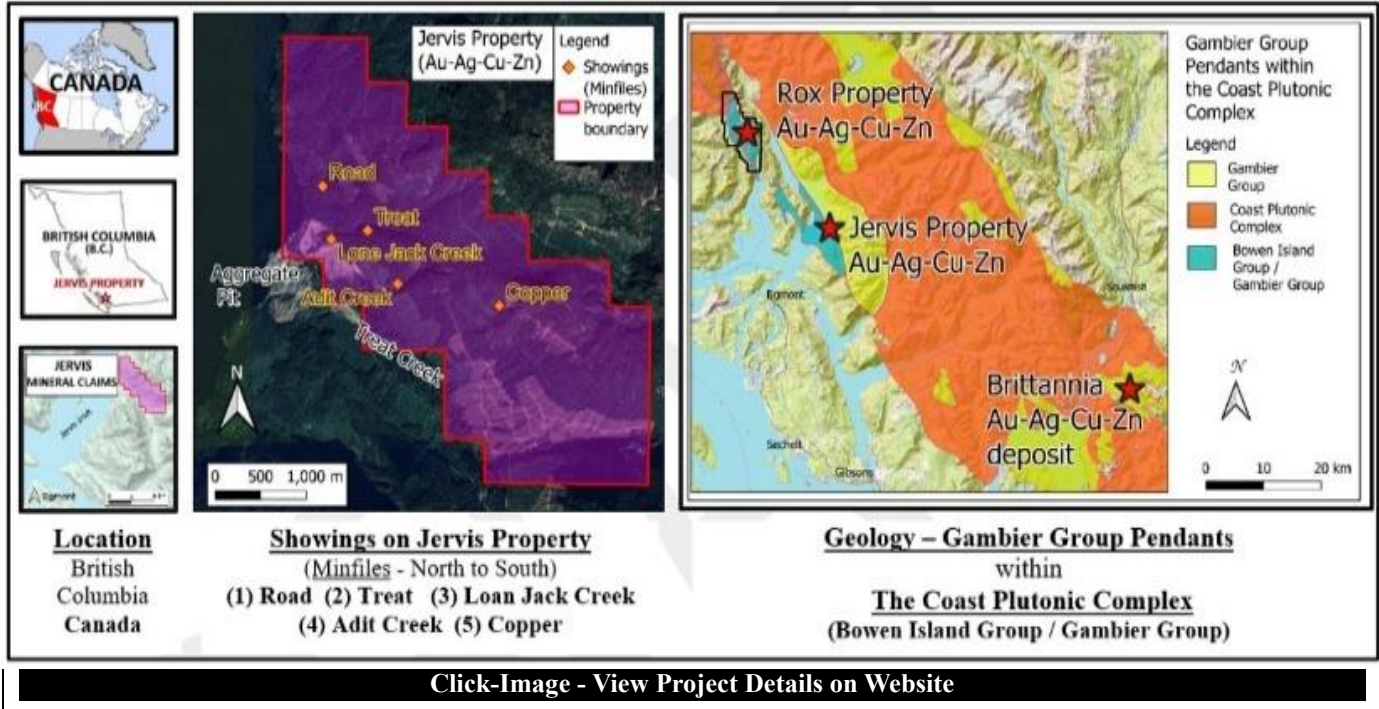 CANADA
BC
BRITISH COLUMBIA
(B.C.)
JERVIS PROPERTY
JERVIS
MINERAL CLAIMS
Jervis Inlet
Egmont
Location
British
Columbia
Canada
Jervis Property
(Au-Ag-Cu-Zn)
Legend
Showings
(Minfiles)
Property
boundary
Road
Treat
Lone Jack Creek
Aggregate
Pit
Adit Creek
Copper
Treat Creek
N
0 500 1,000 m
Showings on Jervis Property
(Minfiles - North to South)
(1) Road (2) Treat (3) Loan Jack Creek
(4) Adit Creek (5) Copper
Rox Property
Au-Ag-Cu-Zn
Jervis Property
Au-Ag-Cu-Zn
Egmont
Squamish
Brittannia
Au-Ag-Cu-Zn
deposit
Sechelt
Gibsons
Gambier Group
Pendants within
the Coast Plutonic
Complex
Legend
Gambier
Group
Coast Plutonic
Complex
Bowen Island
Group /
Gambier Group
N
0 10 20 km
Geology – Gambier Group Pendants
within
The Coast Plutonic Complex
(Bowen Island Group / Gambier Group)
Click-Image - View Project Details on Website